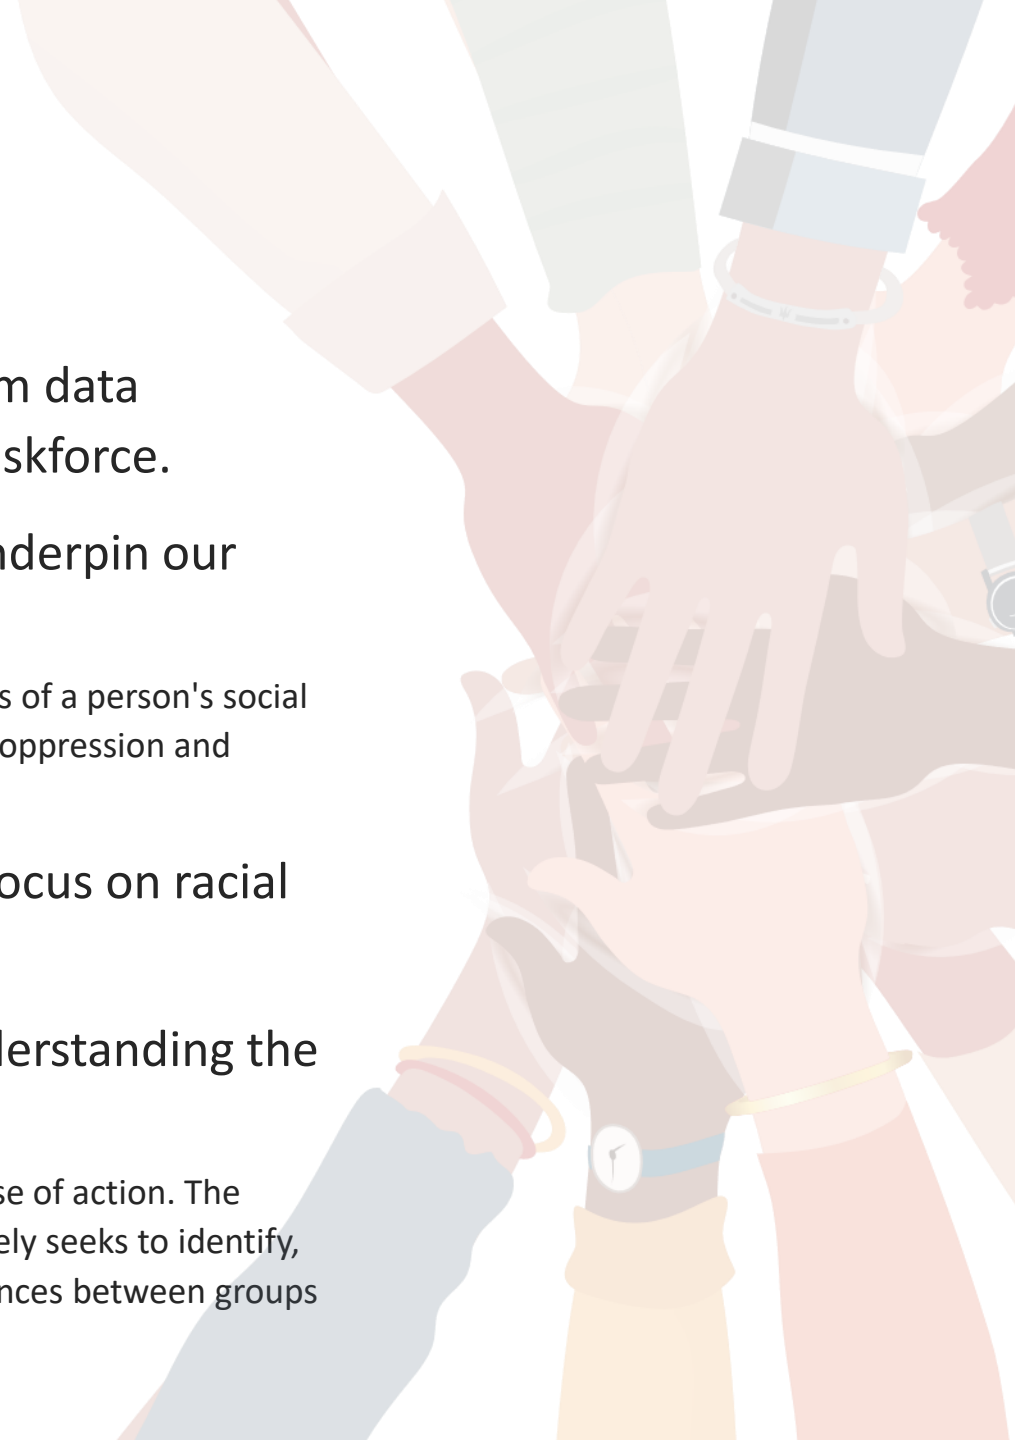 m data
skforce.
nderpin our
s of a person's social
oppression and
ocus on racial
derstanding the
se of action. The
ely seeks to identify,
nces between groups